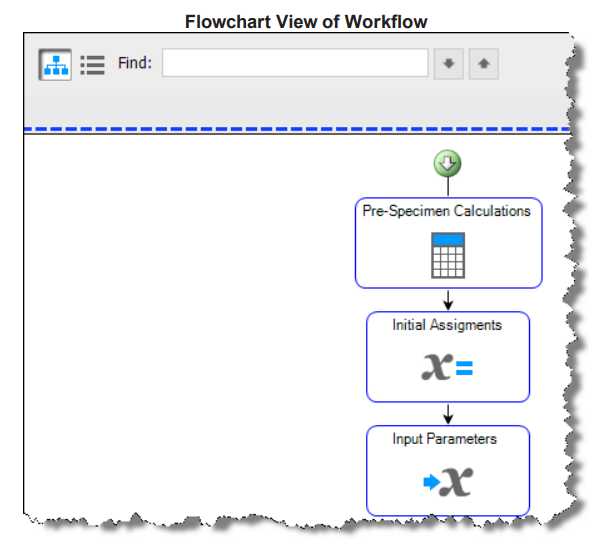 Flowchart View of Workflow
Find:
Pre-Specimen Calculations
Initial Assigments
x=
Input Parameters
x